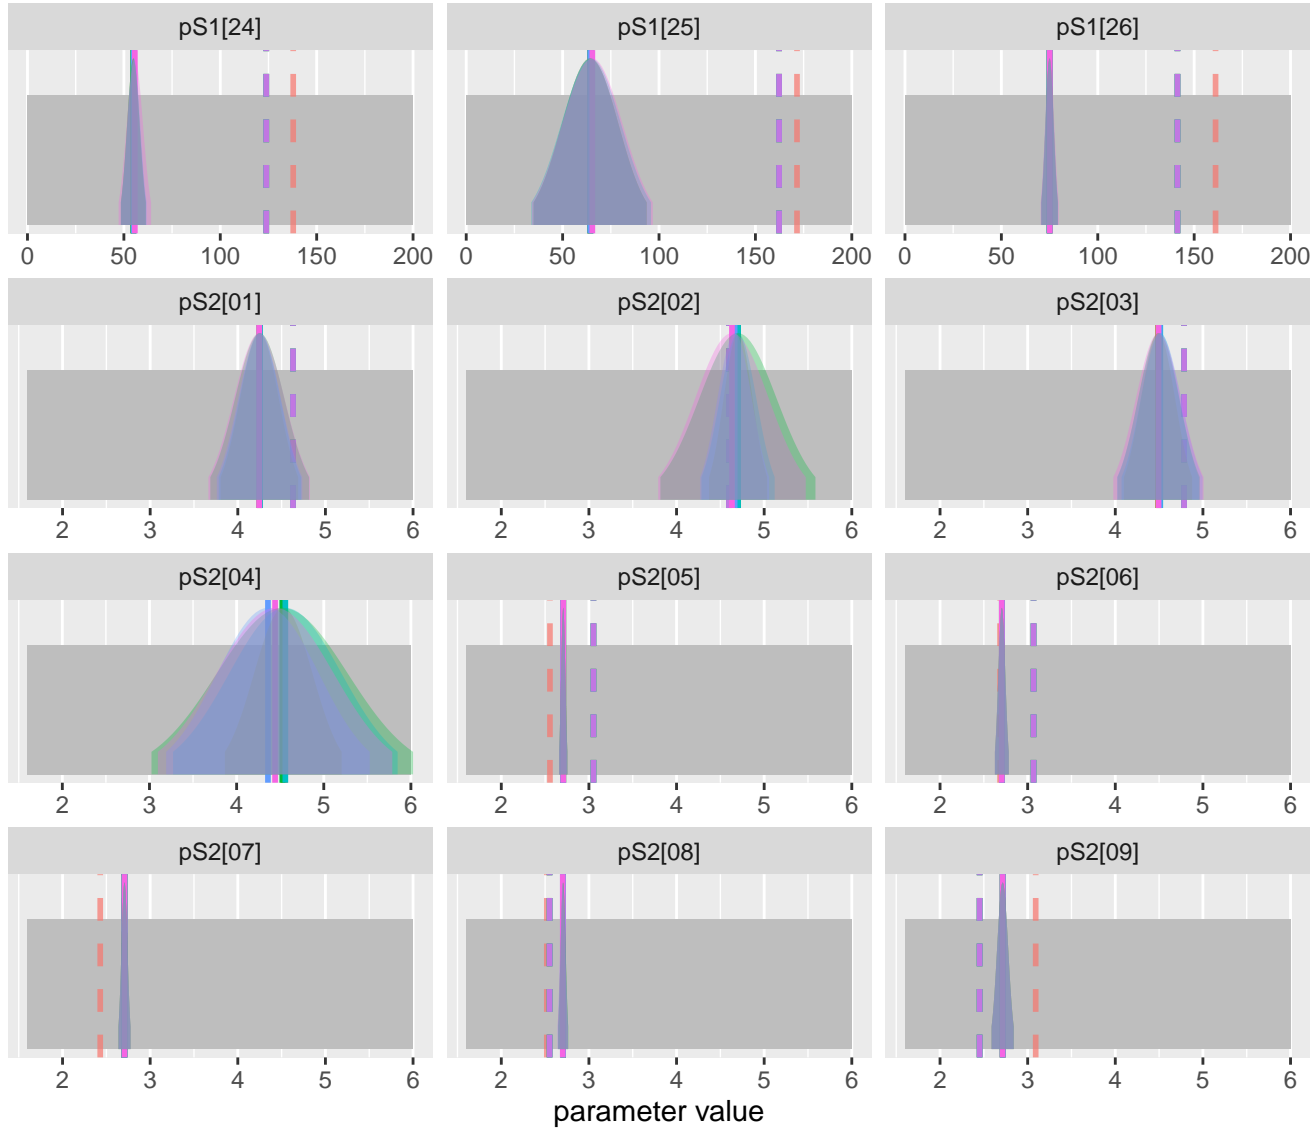 pS1[24] pS1[25] pS1[26]
0 50 100 150 200 0 50 100 150 200 0 50 100 150 200
pS2[01] pS2[02] pS2[03]
2 3 4 5 6 2 3 4 5 6 2 3 4 5 6
pS2[04] pS2[05] pS2[06]
2 3 4 5 6 2 3 4 5 6 2 3 4 5 6
pS2[07] pS2[08] pS2[09]
2 3 4 5 6 2 3 4 5 6 2 3 4 5 6
parameter value